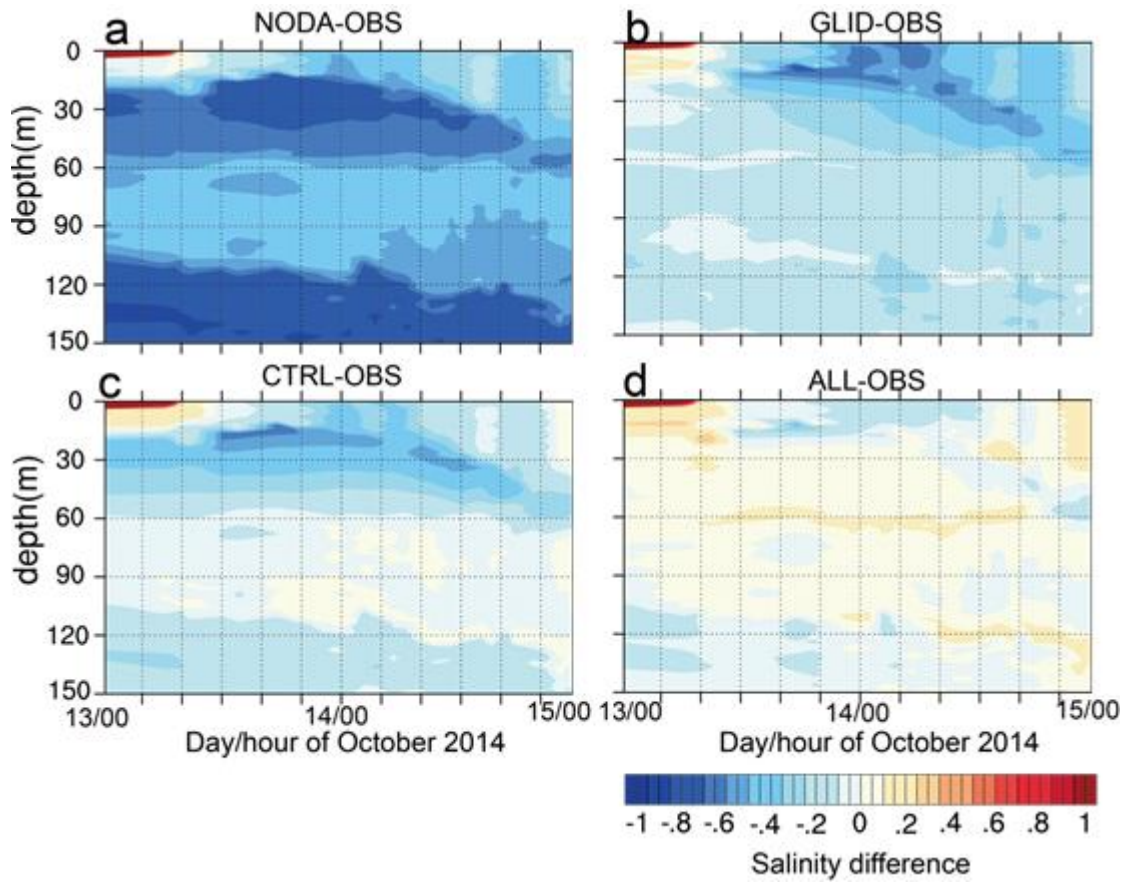 a NODA-OBS
b GLID-OBS
0
30
60
90
120
150
depth(m)
c CTRL-OBS
d ALL-OBS
0
30
60
90
120
150
depth(m)
13/00 14/00 15/00
13/00 14/00 15/00
Day/hour of October 2014
Day/hour of October 2014
-1 -.8 -.6 -.4 -.2 0 .2 .4 .6 .8 1
Salinity difference